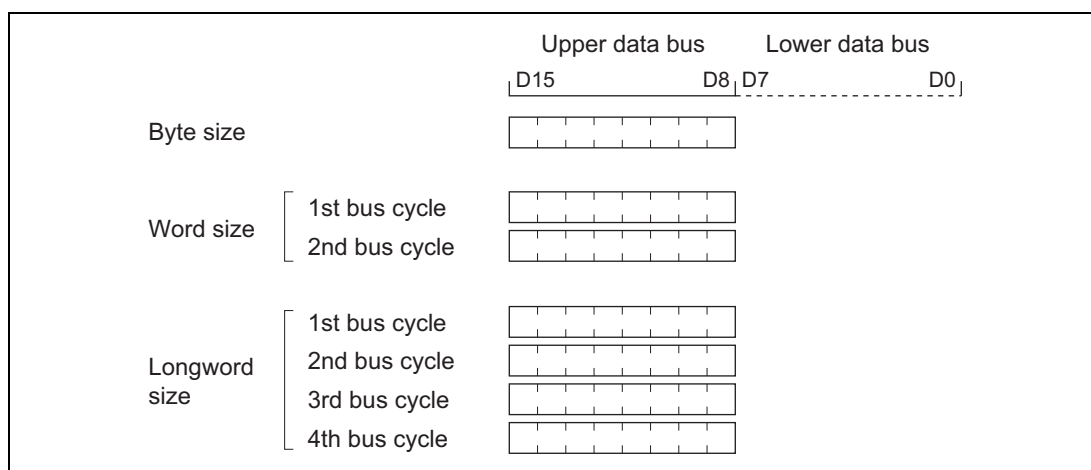 Upper data bus Lower data bus
D15 D8 D7 D0
Byte size
1st bus cycle
Word size
2nd bus cycle
1st bus cycle
2nd bus cycle
Longword
size
3rd bus cycle
4th bus cycle